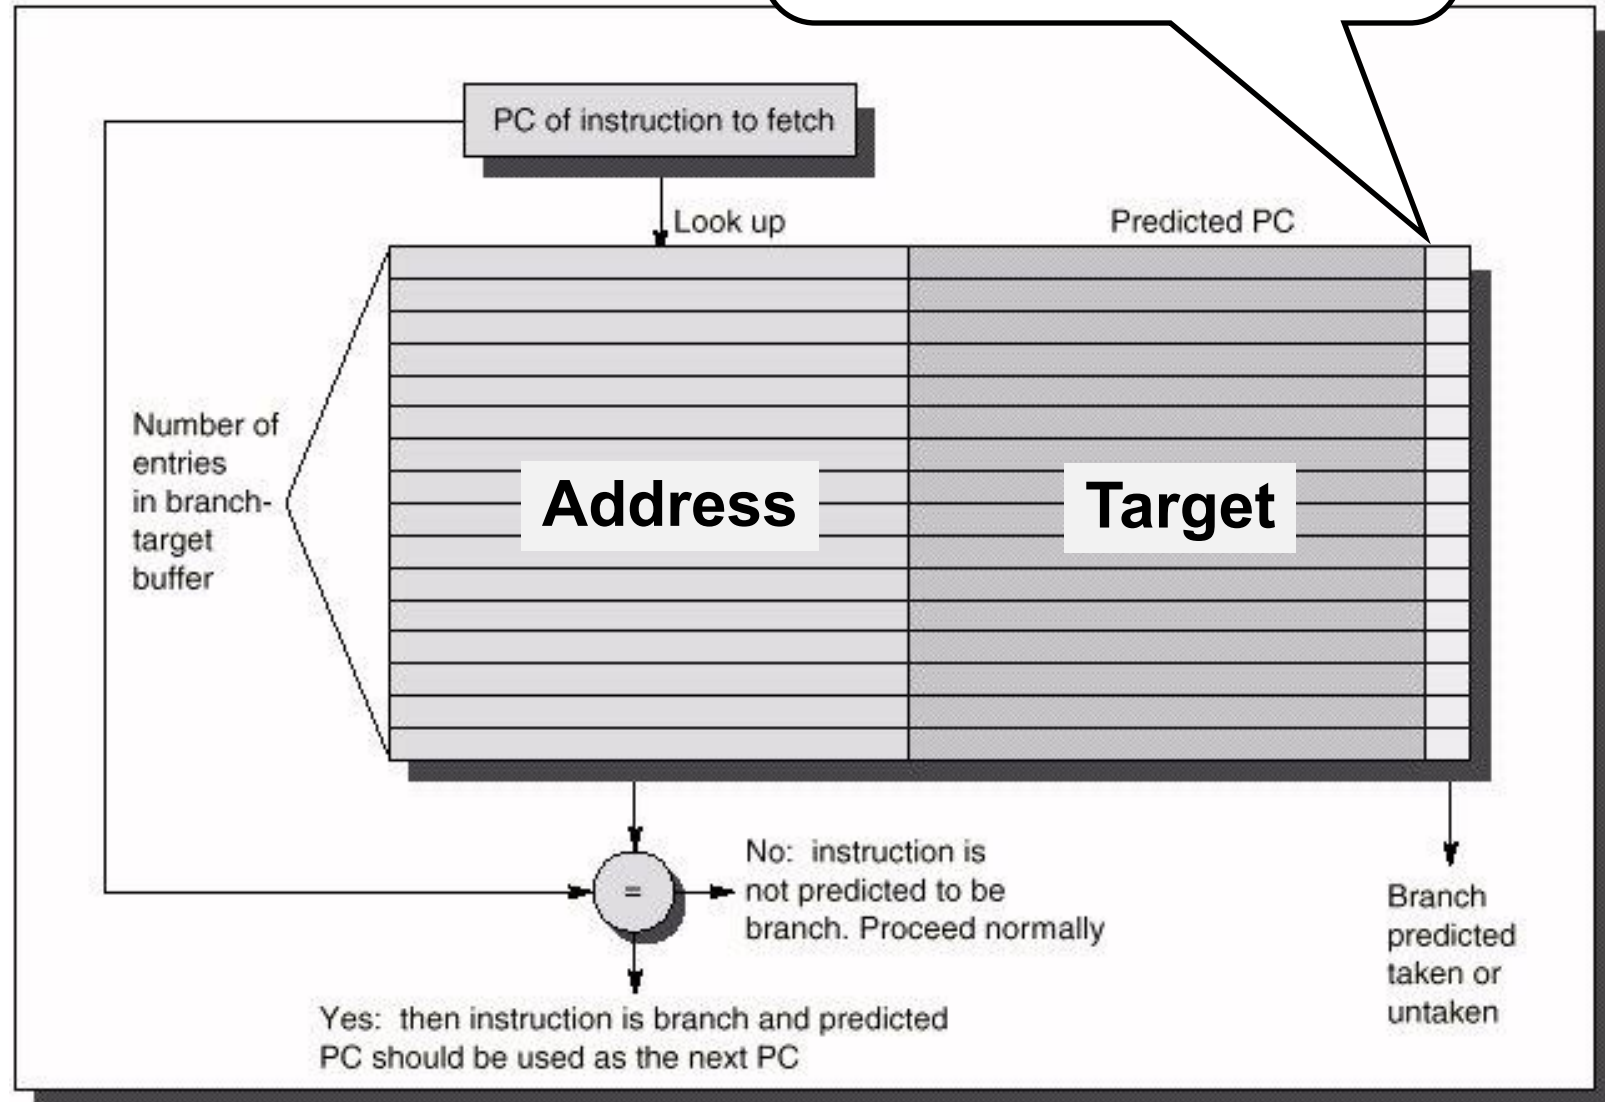 PC of instruction to fetch
Look up
Predicted PC
Number of
entries
in branch-
target
buffer
Address
Target
=
No: instruction is
not predicted to be
branch. Proceed normally
Branch
predicted
taken or
untaken
Yes: then instruction is branch and predicted
PC should be used as the next PC